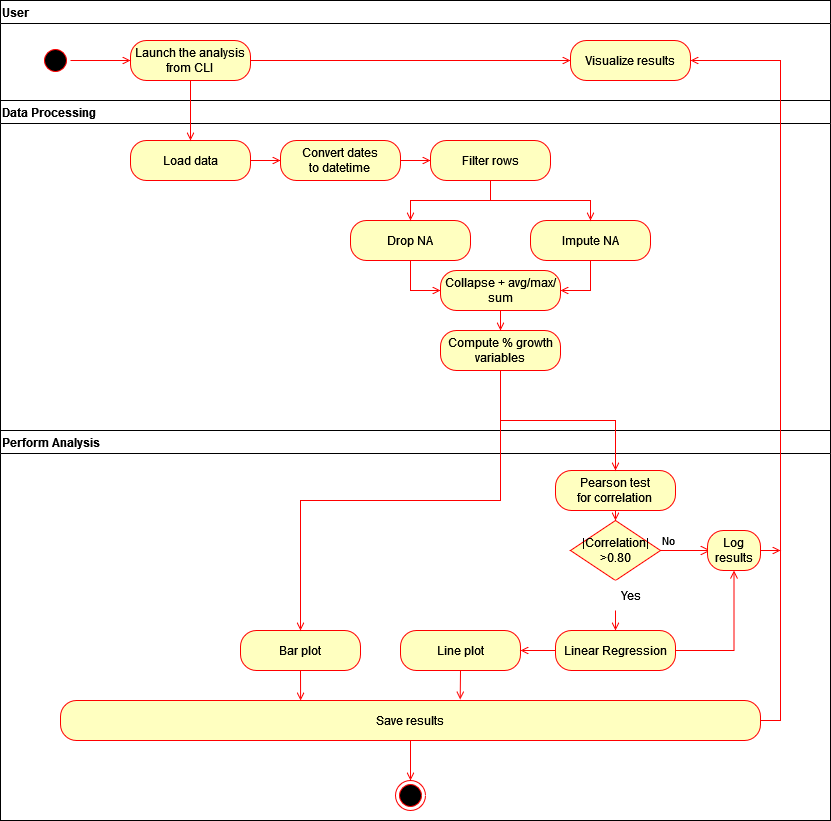 User
Launch the analysis
from CLI
Visualize results
Data Processing
Load data
Convert dates
to datetime
Filter rows
Drop NA
Impute NA
Collapse + avg/max/
sum
Compute % growth
variables
Perform Analysis
Pearson test
for correlation
|Correlation|
>0.80
No
Log
results
Yes
Bar plot
Line plot
Linear Regression
Save results